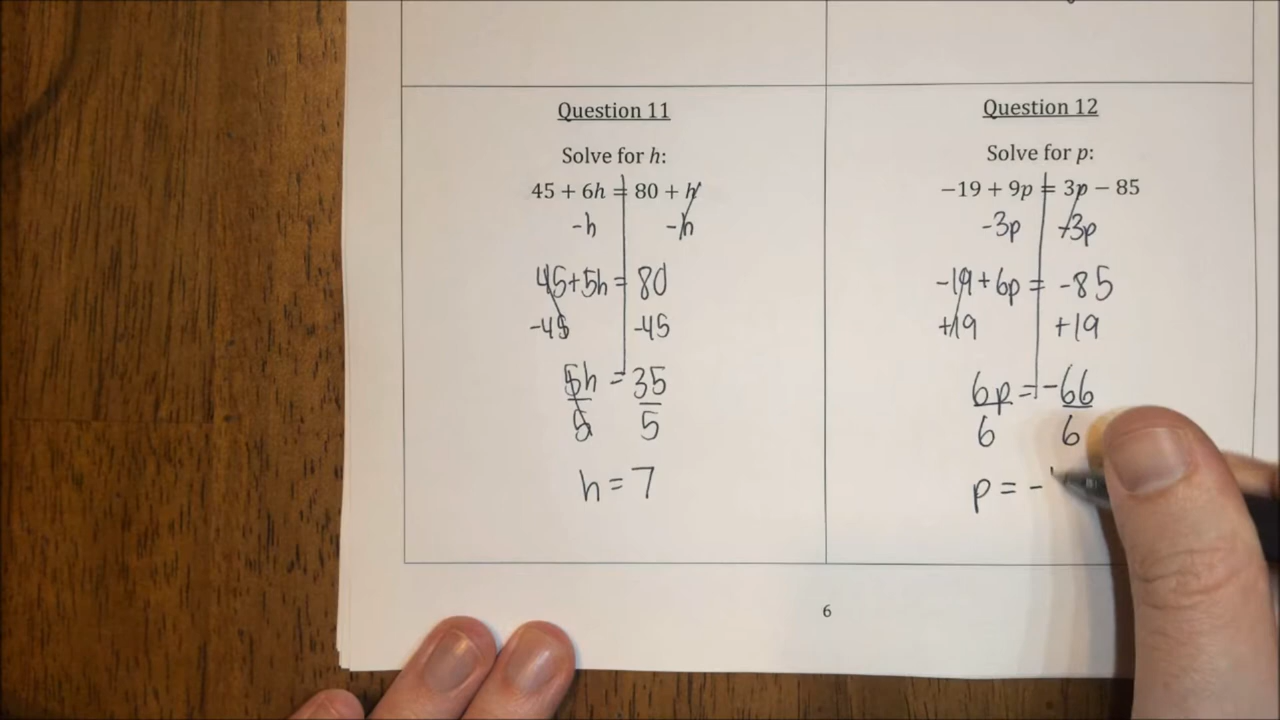 Question 11
Solve for h:
45 + 6h = 80 + h
-h -h
45+5h = 80
-45 -45
5h = 35
5 5
h = 7
Question 12
Solve for p:
−19 + 9p = 3p − 85
-3p -3p
-19+6p = -85
+19 +19
6p = -66
6 6
p = -
6